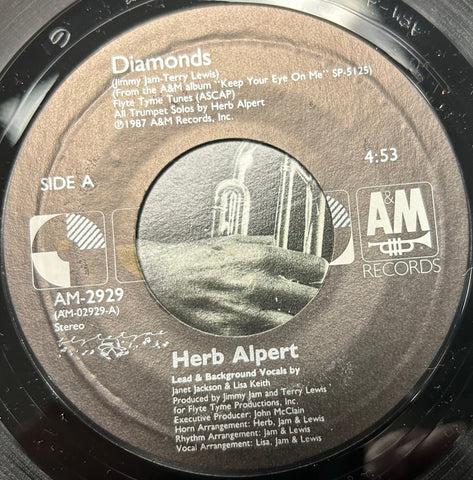 Diamonds
(Jimmy Jam-Terry Lewis)
(From the A&M album "Keep Your Eye On Me" SP-5125)
Flyte Tyme Tunes (ASCAP)
All Trumpet Solos by Herb Alpert
℗1987 A&M Records, Inc.
SIDE A
4:53
A&M
RECORDS
AM-2929
(AM-02929-A)
Stereo
Herb Alpert
Lead & Background Vocals by
Janet Jackson & Lisa Keith
Produced by Jimmy Jam and Terry Lewis
for Flyte Tyme Productions, Inc.
Executive Producer: John McClain
Horn Arrangement: Herb, Jam & Lewis
Rhythm Arrangement: Jam & Lewis
Vocal Arrangement: Lisa, Jam & Lewis